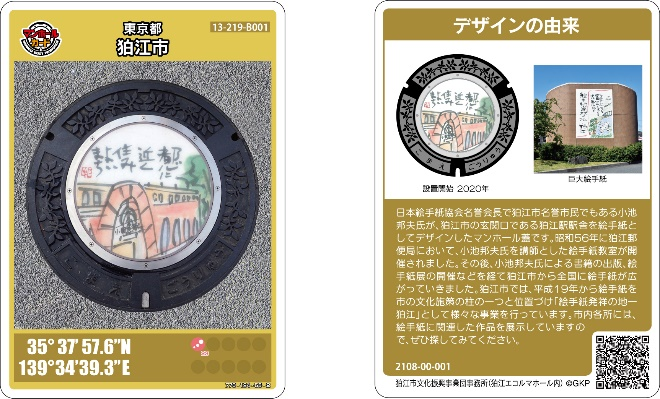 マンホールカード
東京都
狛江市
13-219-B001
35°37'57.6"N
139°34'39.3"E
デザインの由来
設置開始 2020年
巨大絵手紙
日本絵手紙協会名誉会長で狛江市名誉市民でもある小池
邦夫氏が、狛江市の玄関口である狛江駅駅舎を絵手紙と
してデザインしたマンホール蓋です。昭和56年に狛江郵
便局において、小池邦夫氏を講師とした絵手紙教室が開
催されました。その後、小池邦夫氏による書籍の出版、絵
手紙展の開催などを経て狛江市から全国に絵手紙が広
がっていきました。狛江市では、平成19年から絵手紙を
市の文化施策の柱の一つと位置づけ「絵手紙発祥の地ー
狛江」として様々な事業を行っています。市内各所には、
絵手紙に関連した作品を展示していますの
で、ぜひ探してみてください。
2108-00-001
狛江市文化振興事業団事務所(狛江エコルマホール内) ©GKP